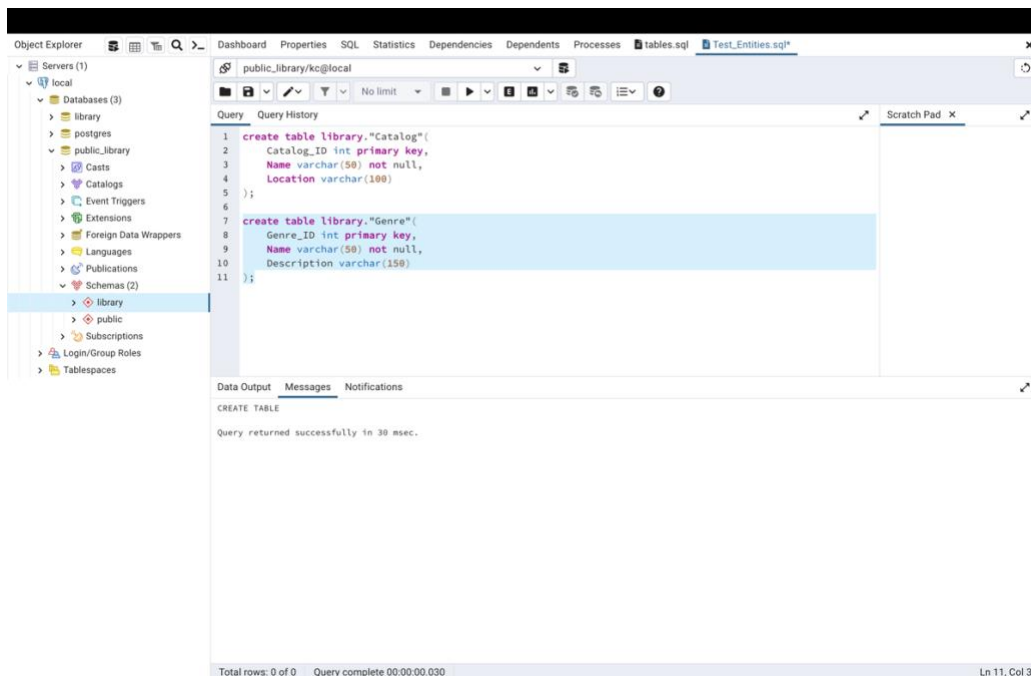 Object Explorer
Dashboard Properties SQL Statistics Dependencies Dependents Processes tables.sql Test_Entities.sql*
Servers (1)
local
Databases (3)
library
postgres
public_library
Casts
Catalogs
Event Triggers
Extensions
Foreign Data Wrappers
Languages
Publications
Schemas (2)
library
public
Subscriptions
Login/Group Roles
Tablespaces
public_library/kc@local
No limit
Query Query History
Scratch Pad
1 create table library."Catalog"(
2 Catalog_ID int primary key,
3 Name varchar(50) not null,
4 Location varchar(100)
5 );
6
7 create table library."Genre"(
8 Genre_ID int primary key,
9 Name varchar(50) not null,
10 Description varchar(150)
11 );
Data Output Messages Notifications
CREATE TABLE
Query returned successfully in 30 msec.
Total rows: 0 of 0 Query complete 00:00:00.030 Ln 11, Col 3